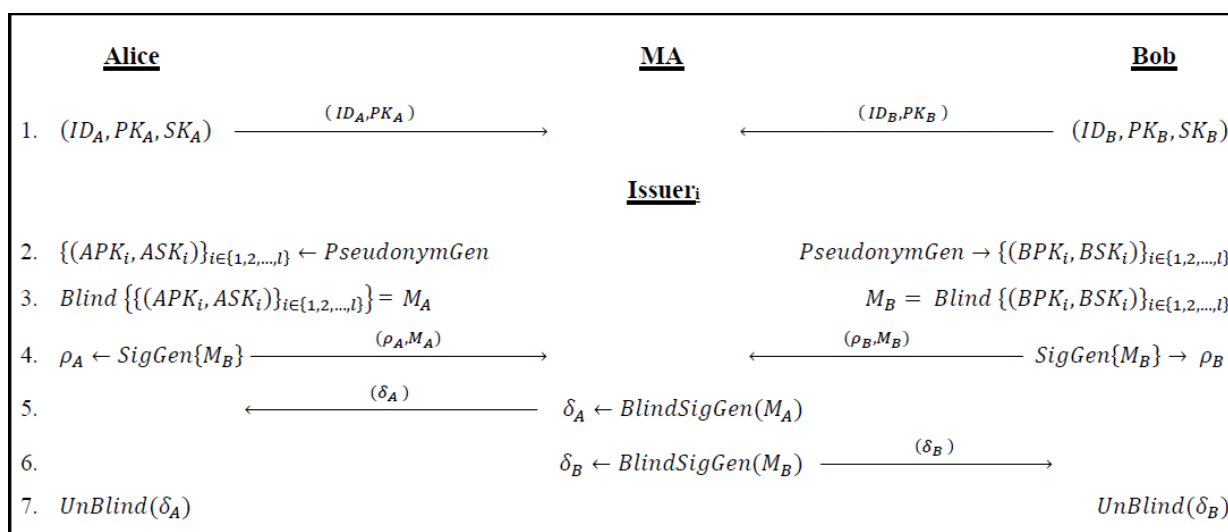 Alice MA Bob
(ID_A,PK_A) (ID_B,PK_B)
1. (ID_A, PK_A, SK_A) (ID_B, PK_B, SK_B)
Issuer_i
2. {(APK_i, ASK_i)}_{i∈{1,2,…,l}} ← PseudonymGen PseudonymGen → {(BPK_i, BSK_i)}_{i∈{1,2,…,l}}
3. Blind {{(APK_i, ASK_i)}_{i∈{1,2,…,l}}} = M_A M_B = Blind {(BPK_i, BSK_i)}_{i∈{1,2,…,l}}
(ρ_A,M_A) (ρ_B,M_B)
4. ρ_A ← SigGen{M_B} SigGen{M_B} → ρ_B
(δ_A)
5. δ_A ← BlindSigGen(M_A)
(δ_B)
6. δ_B ← BlindSigGen(M_B)
7. UnBlind(δ_A) UnBlind(δ_B)